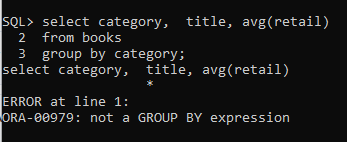 SQL> select category,  title, avg(retail)
  2  from books
  3  group by category;
select category,  title, avg(retail)
                  *
ERROR at line 1:
ORA-00979: not a GROUP BY expression